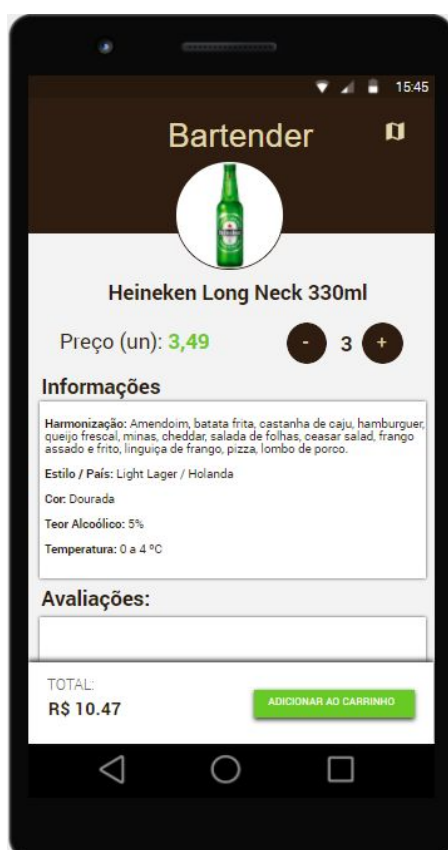 15:45
Bartender
Heineken
Heineken Long Neck 330ml
Preço (un): 3,49
- 3 +
Informações
Harmonização: Amendoim, batata frita, castanha de caju, hamburguer,
queijo frescal, minas, cheddar, salada de folhas, ceasar salad, frango
assado e frito, linguiça de frango, pizza, lombo de porco.
Estilo / País: Light Lager / Holanda
Cor: Dourada
Teor Alcoólico: 5%
Temperatura: 0 a 4 ºC
Avaliações:
TOTAL:
R$ 10.47
ADICIONAR AO CARRINHO